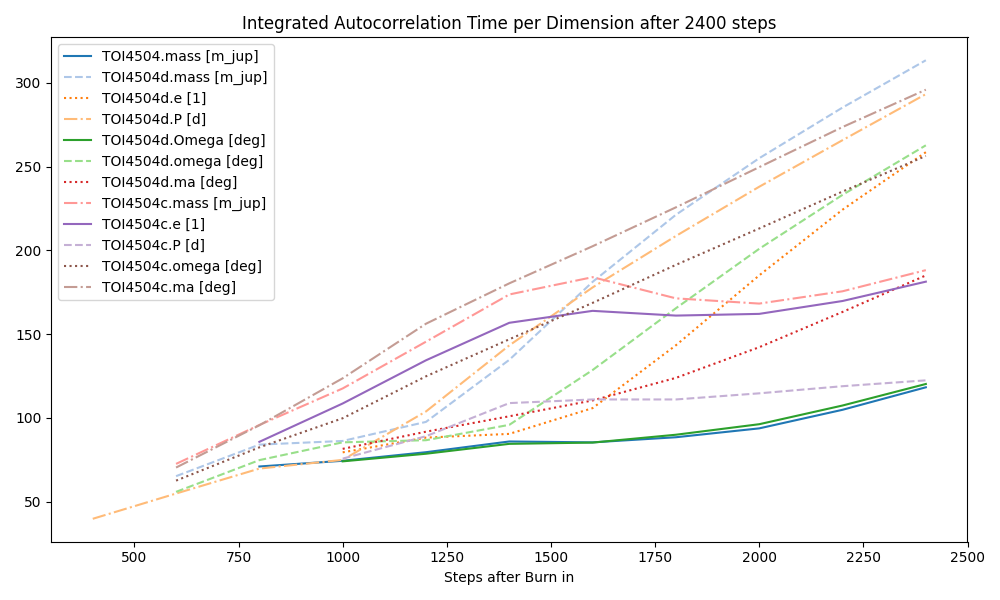 Integrated Autocorrelation Time per Dimension after 2400 steps
TOI4504.mass [m_jup]
TOI4504d.mass [m_jup]
TOI4504d.e [1]
TOI4504d.P [d]
TOI4504d.Omega [deg]
TOI4504d.omega [deg]
TOI4504d.ma [deg]
TOI4504c.mass [m_jup]
TOI4504c.e [1]
TOI4504c.P [d]
TOI4504c.omega [deg]
TOI4504c.ma [deg]
300
250
200
150
100
50
500 750 1000 1250 1500 1750 2000 2250 2500
Steps after Burn in